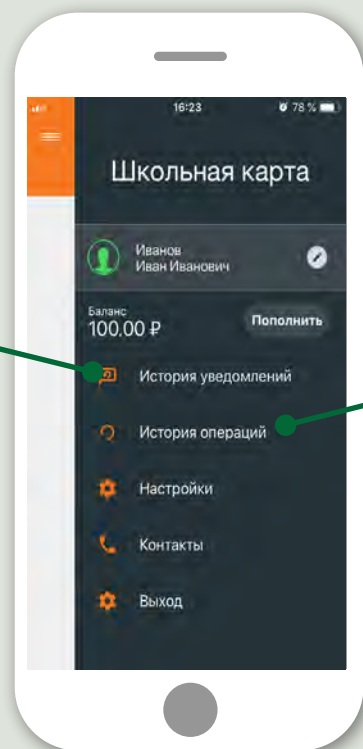 16:23
78 %
Школьная карта
Иванов
Иван Иванович
Баланс
100.00 ₽
Пополнить
История уведомлений
История операций
Настройки
Контакты
Выход